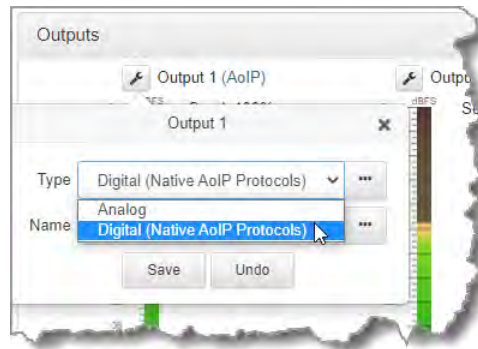 Outputs
Output 1 (AoIP)
Output 1
dBFS
Type
Digital (Native AoIP Protocols)
Analog
Name
Digital (Native AoIP Protocols)
Save
Undo